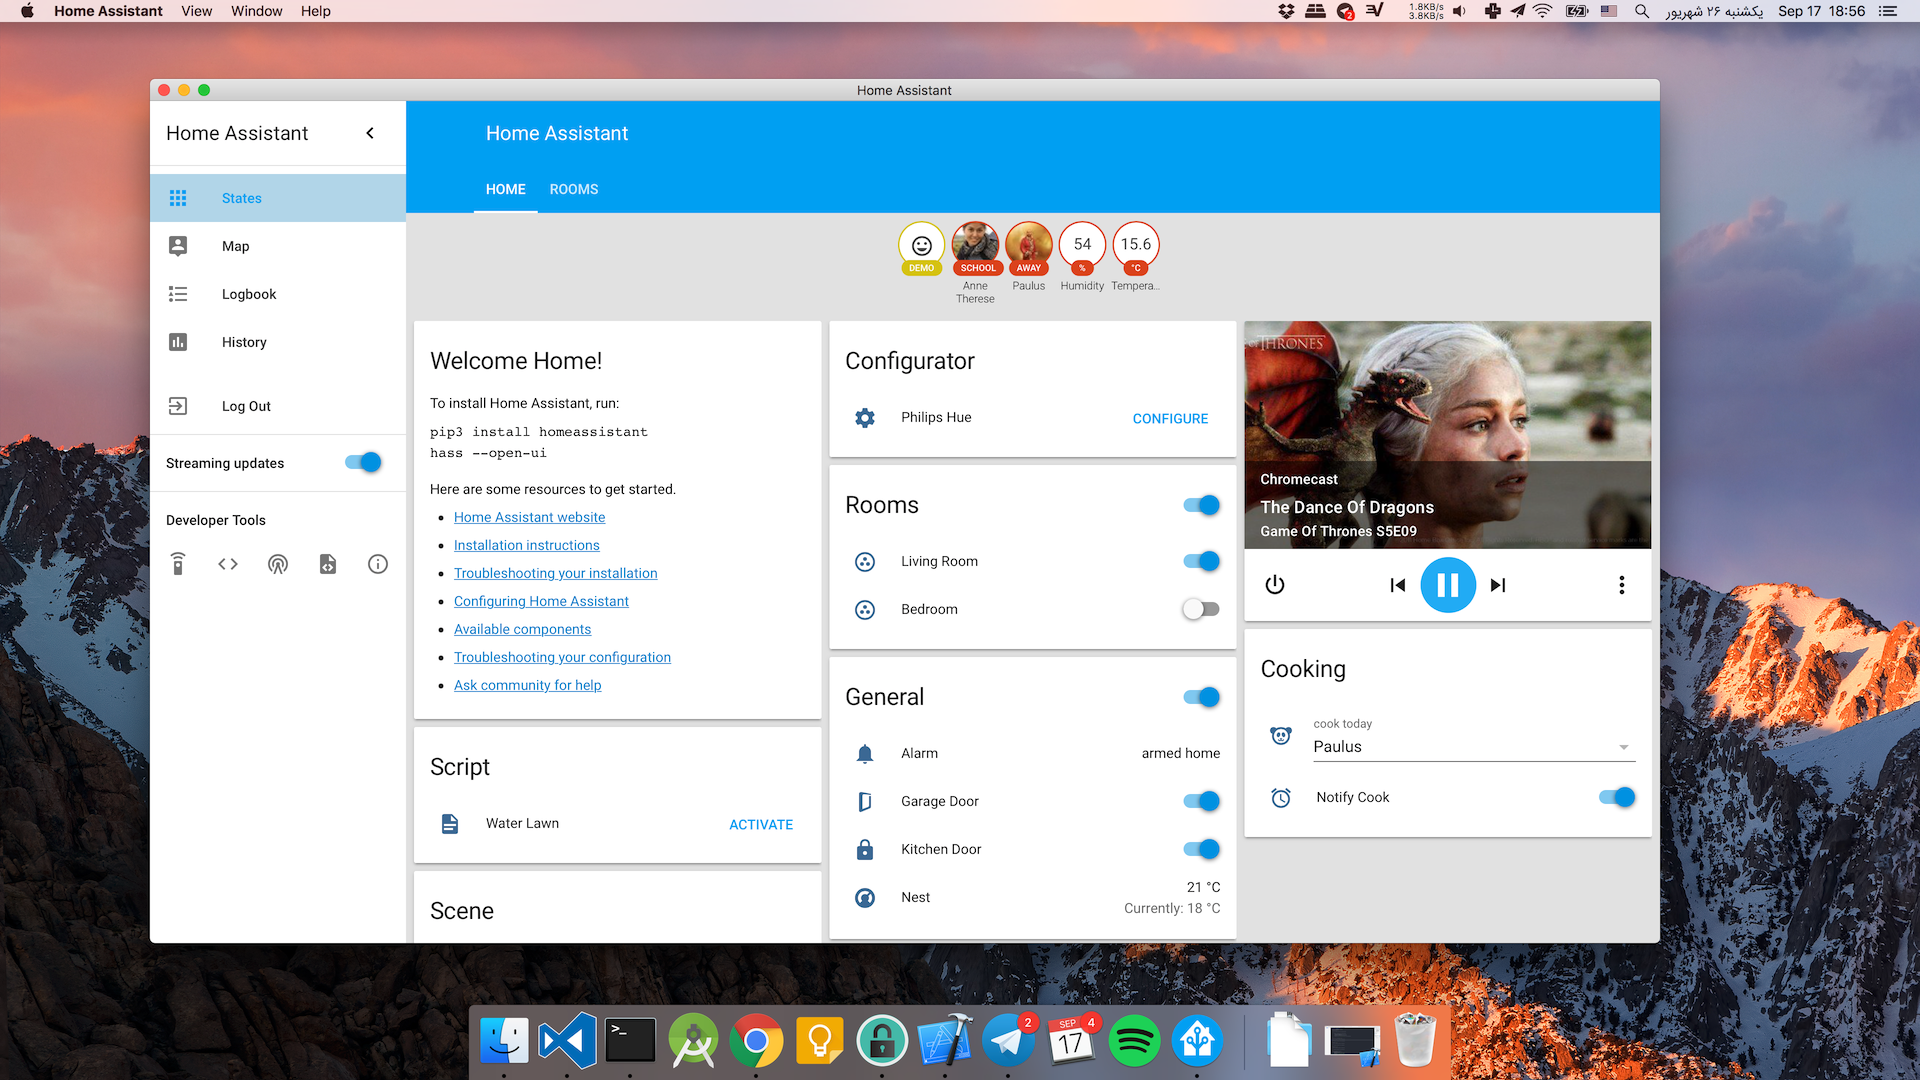 Home Assistant View Window Help
2
1.8KB/s
3.8KB/s
یکشنبه ۲۶ شهریور Sep 17 18:56
Home Assistant
Home Assistant
States
Map
Logbook
History
Log Out
Streaming updates
Developer Tools
Home Assistant
HOME ROOMS
DEMO
SCHOOL
Anne
Therese
AWAY
Paulus
54
%
Humidity
15.6
°C
Tempera...
Welcome Home!
To install Home Assistant, run:
pip3 install homeassistant
hass --open-ui
Here are some resources to get started.
Home Assistant website
Installation instructions
Troubleshooting your installation
Configuring Home Assistant
Available components
Troubleshooting your configuration
Ask community for help
Script
Water Lawn ACTIVATE
Scene
Configurator
Philips Hue CONFIGURE
Rooms
Living Room
Bedroom
General
Alarm armed home
Garage Door
Kitchen Door
Nest 21 °C
Currently: 18 °C
THRONES
Chromecast
The Dance Of Dragons
Game Of Thrones S5E09
Cooking
cook today
Paulus
Notify Cook
>_
2
SEP
17
4